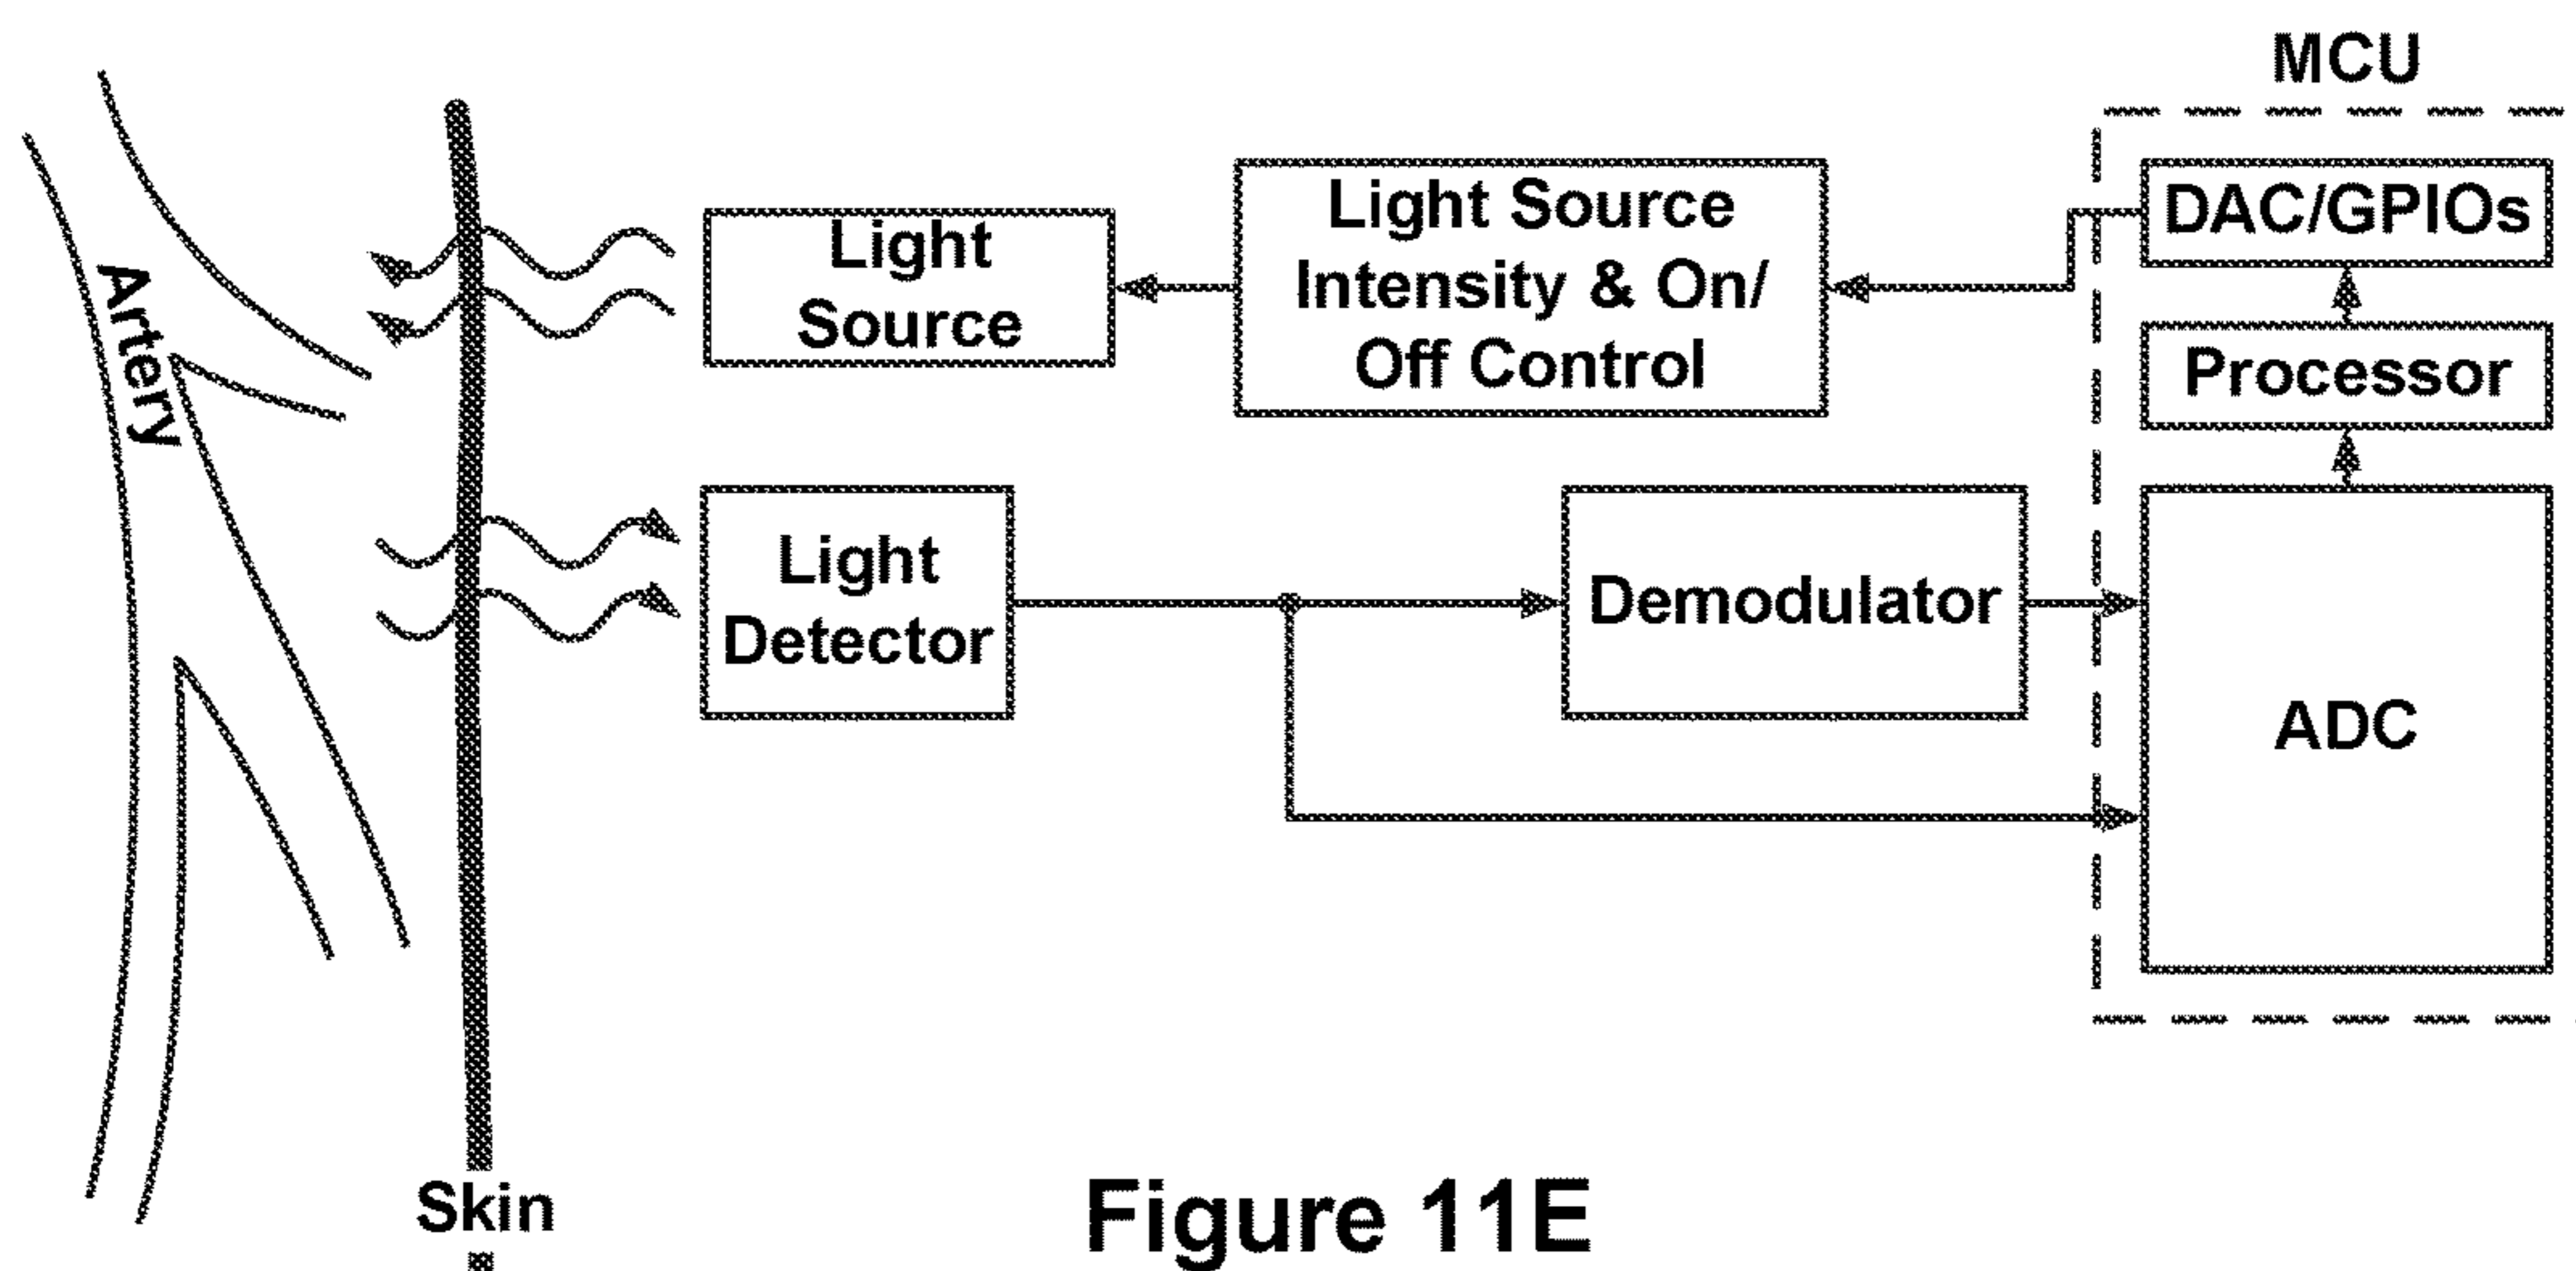 MCU
Light Source
Intensity & On/
Off Control
DAC/GPIOs
Light
Source
Processor
Artery
Light
Detector
Demodulator
ADC
Skin
Figure 11E